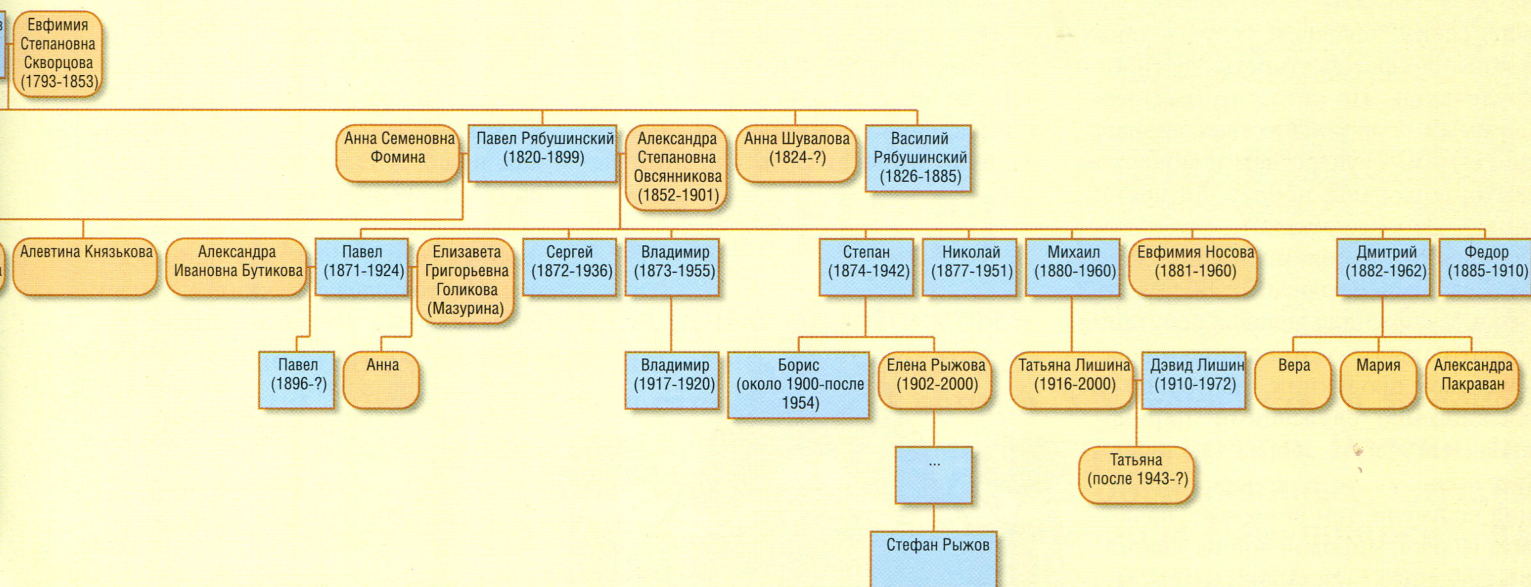 в
Евфимия
Степановна
Скворцова
(1793-1853)
Анна Семеновна
Фомина
Павел Рябушинский
(1820-1899)
Александра
Степановна
Овсянникова
(1852-1901)
Анна Шувалова
(1824-?)
Василий
Рябушинский
(1826-1885)
а
Алевтина Князькова
Александра
Ивановна Бутикова
Павел
(1871-1924)
Елизавета
Григорьевна
Голикова
(Мазурина)
Сергей
(1872-1936)
Владимир
(1873-1955)
Степан
(1874-1942)
Николай
(1877-1951)
Михаил
(1880-1960)
Евфимия Носова
(1881-1960)
Дмитрий
(1882-1962)
Федор
(1885-1910)
Павел
(1896-?)
Анна
Владимир
(1917-1920)
Борис
(около 1900-после
1954)
Елена Рыжова
(1902-2000)
Татьяна Лишина
(1916-2000)
Дэвид Лишин
(1910-1972)
Вера
Мария
Александра
Пакраван
...
Татьяна
(после 1943-?)
Стефан Рыжов